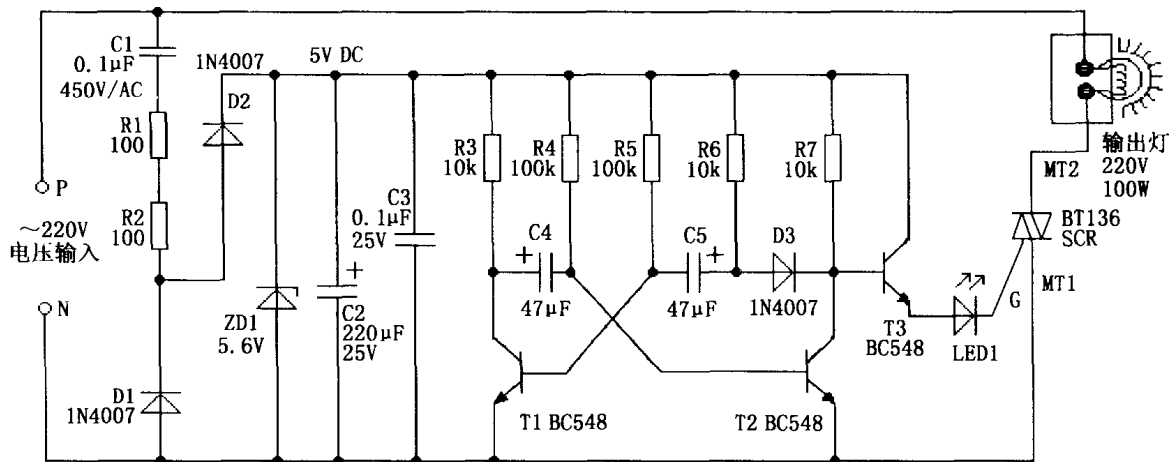 C1
0.1μF
450V/AC
1N4007
D2
5V DC
R1
100
R2
100
P
～220V
电压输入
N
ZD1
5.6V
+
C2
220μF
25V
C3
0.1μF
25V
D1
1N4007
R3
10k
R4
100k
R5
100k
R6
10k
R7
10k
+
C4
47μF
C5
+
47μF
D3
1N4007
T1 BC548
T2 BC548
T3
BC548
LED1
G
MT2
MT1
BT136
SCR
输出灯
220V
100W